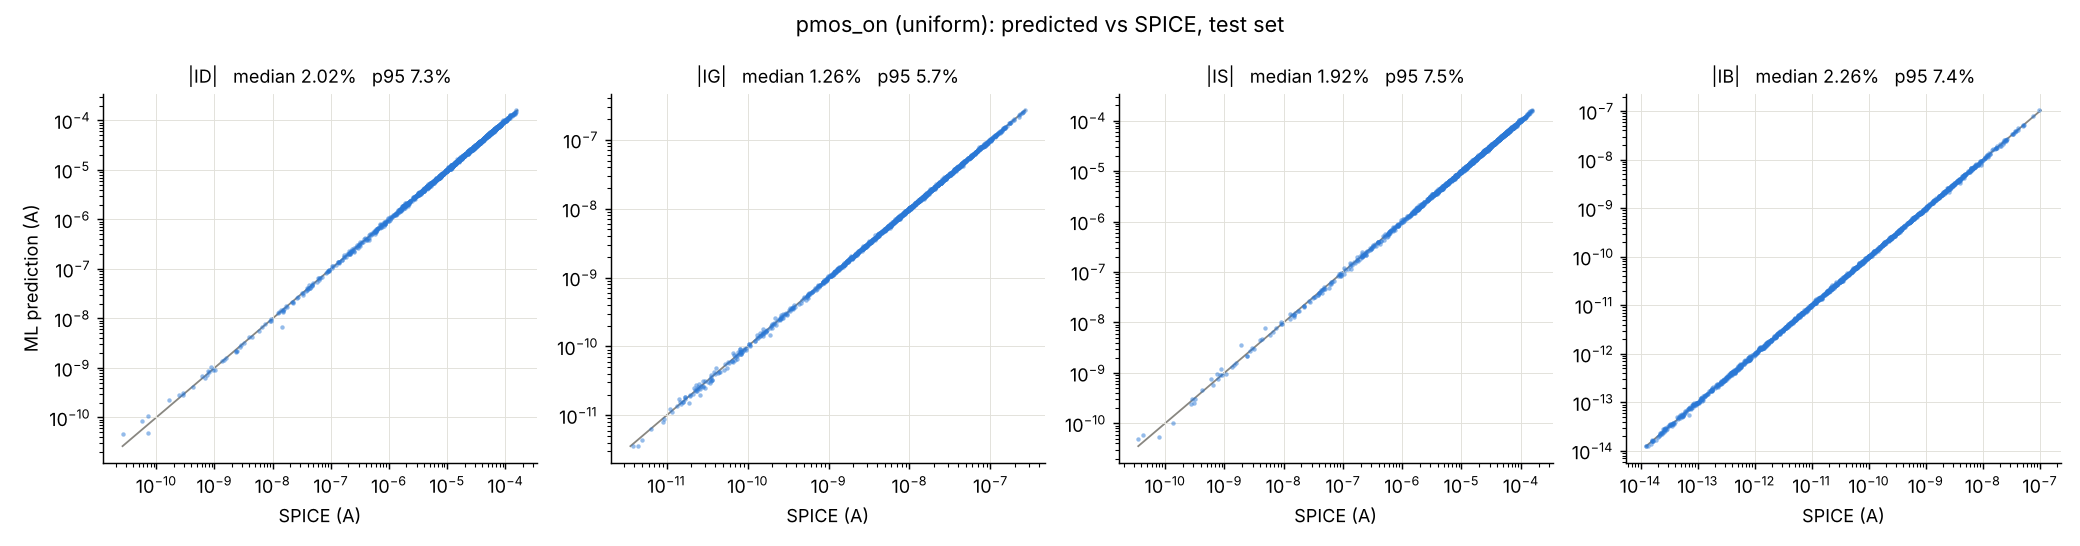 pmos_on (uniform): predicted vs SPICE, test set
|ID| median 2.02% p95 7.3%
10⁻⁴
10⁻⁵
10⁻⁶
10⁻⁷
10⁻⁸
10⁻⁹
10⁻¹⁰
ML prediction (A)
10⁻¹⁰ 10⁻⁹ 10⁻⁸ 10⁻⁷ 10⁻⁶ 10⁻⁵ 10⁻⁴
SPICE (A)
|IG| median 1.26% p95 5.7%
10⁻⁷
10⁻⁸
10⁻⁹
10⁻¹⁰
10⁻¹¹
10⁻¹¹ 10⁻¹⁰ 10⁻⁹ 10⁻⁸ 10⁻⁷
SPICE (A)
|IS| median 1.92% p95 7.5%
10⁻⁴
10⁻⁵
10⁻⁶
10⁻⁷
10⁻⁸
10⁻⁹
10⁻¹⁰
10⁻¹⁰ 10⁻⁹ 10⁻⁸ 10⁻⁷ 10⁻⁶ 10⁻⁵ 10⁻⁴
SPICE (A)
|IB| median 2.26% p95 7.4%
10⁻⁷
10⁻⁸
10⁻⁹
10⁻¹⁰
10⁻¹¹
10⁻¹²
10⁻¹³
10⁻¹⁴
10⁻¹⁴ 10⁻¹³ 10⁻¹² 10⁻¹¹ 10⁻¹⁰ 10⁻⁹ 10⁻⁸ 10⁻⁷
SPICE (A)